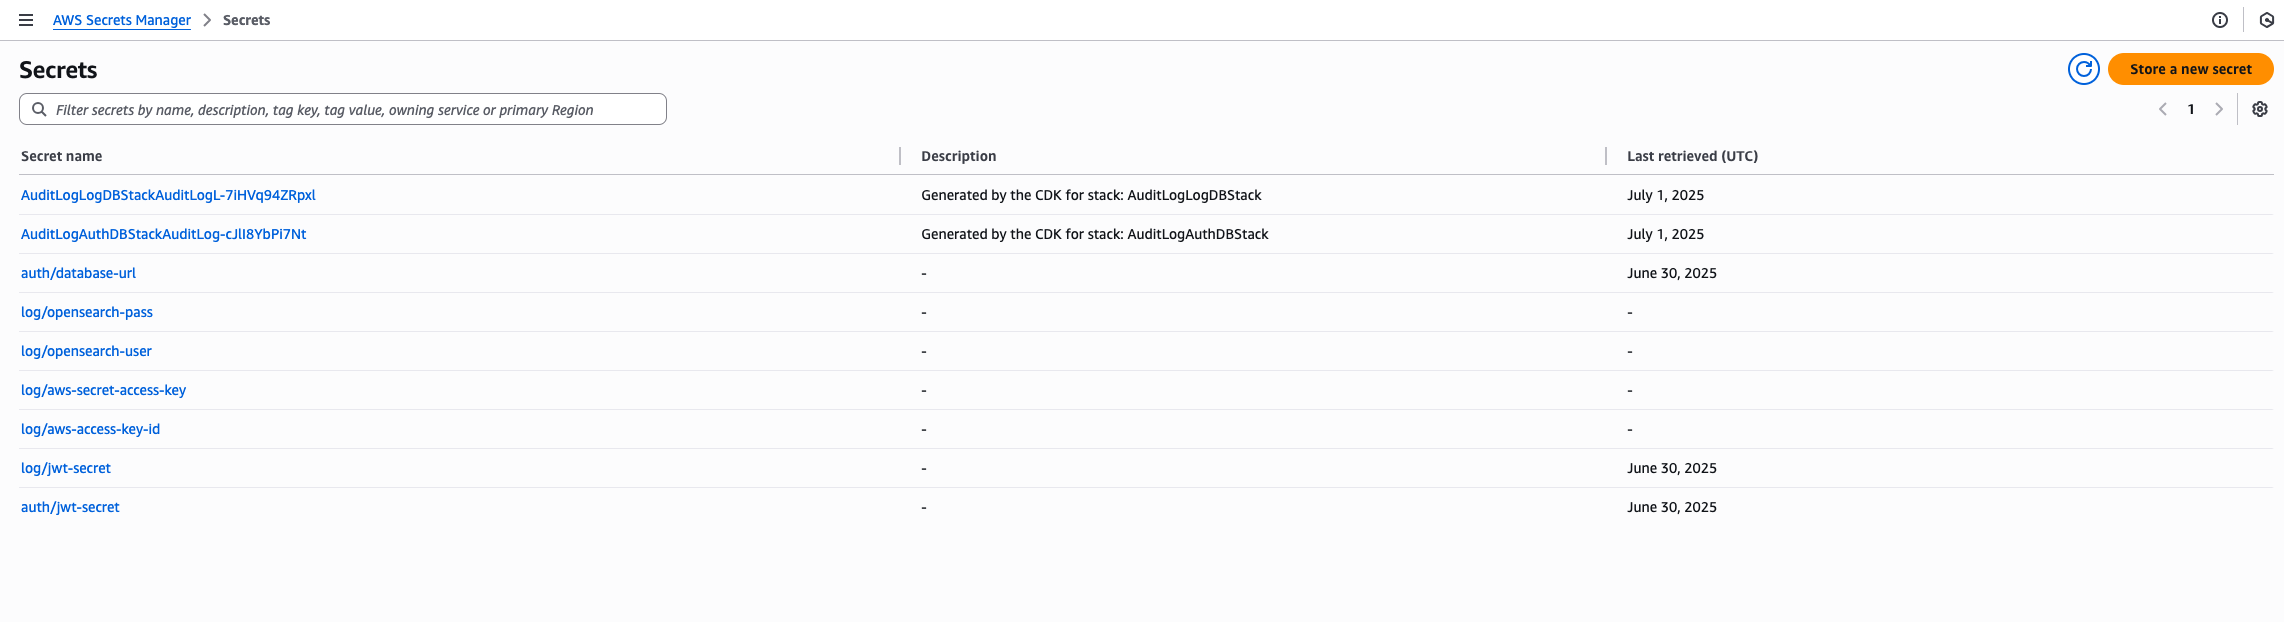 AWS Secrets Manager > Secrets
Secrets
Store a new secret
Filter secrets by name, description, tag key, tag value, owning service or primary Region
1
Secret name Description Last retrieved (UTC)
AuditLogLogDBStackAuditLogL-7iHVq94ZRpxl Generated by the CDK for stack: AuditLogLogDBStack July 1, 2025
AuditLogAuthDBStackAuditLog-cJlI8YbPi7Nt Generated by the CDK for stack: AuditLogAuthDBStack July 1, 2025
auth/database-url - June 30, 2025
log/opensearch-pass - -
log/opensearch-user - -
log/aws-secret-access-key - -
log/aws-access-key-id - -
log/jwt-secret - June 30, 2025
auth/jwt-secret - June 30, 2025